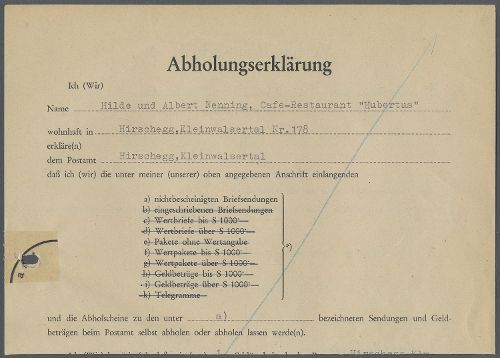 Abholungserklärung
Ich (Wir)
Name Hilde und Albert Nenning, Cafe-Restaurant "Hubertus"
wohnhaft in Hirschegg,Kleinwalsertal Nr.178
erkläre(n)
dem Postamt Hirschegg,Kleinwalsertal
daß ich (wir) die unter meiner (unserer) oben angegebenen Anschrift einlangenden
a) nichtbescheinigten Briefsendungen
b) eingeschriebenen Briefsendungen
c) Wertbriefe bis S 1000'—
d) Wertbriefe über S 1000'—
e) Pakete ohne Wertangabe
f) Wertpakete bis S 1000'—
g) Wertpakete über S 1000'—
h) Geldbeträge bis S 1000'—
i) Geldbeträge über S 1000'—
k) Telegramme
*)
und die Abholscheine zu den unter a) bezeichneten Sendungen und Geld-
beträgen beim Postamt selbst abholen oder abholen lassen werde(n).